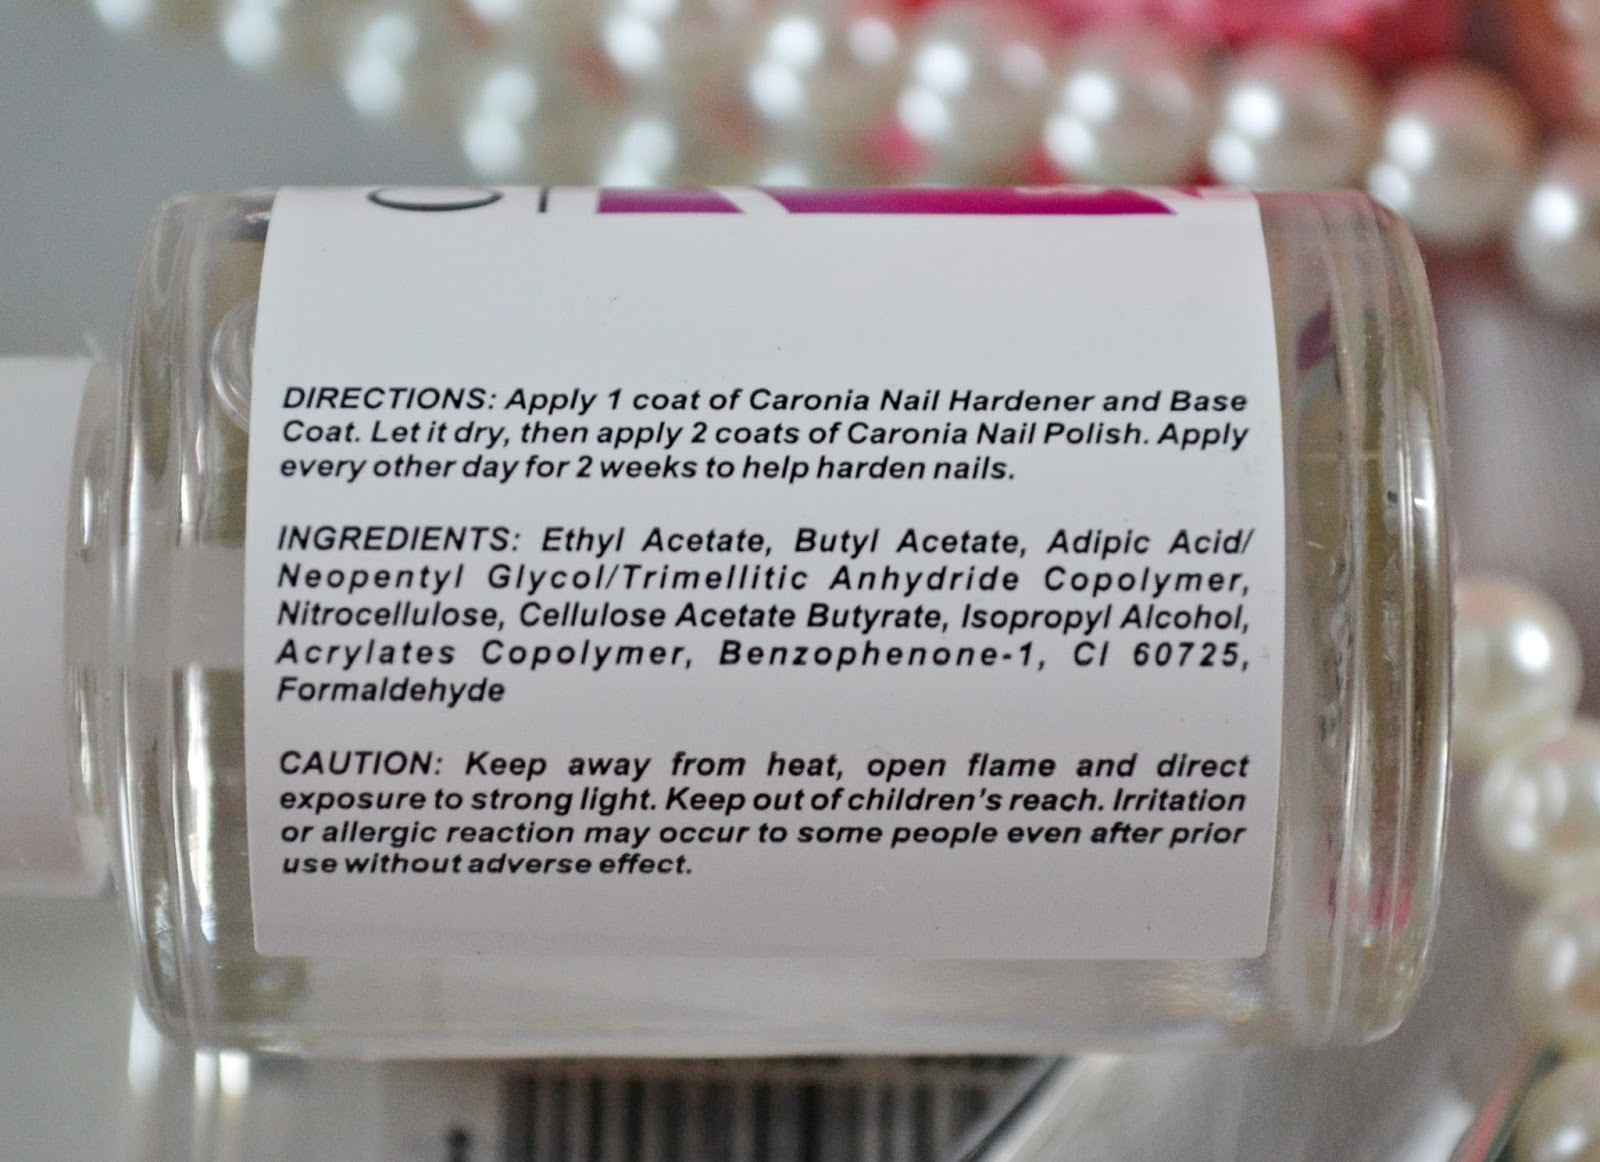 DIRECTIONS: Apply 1 coat of Caronia Nail Hardener and Base
Coat. Let it dry, then apply 2 coats of Caronia Nail Polish. Apply
every other day for 2 weeks to help harden nails.
INGREDIENTS: Ethyl Acetate, Butyl Acetate, Adipic Acid/
Neopentyl Glycol/Trimellitic Anhydride Copolymer,
Nitrocellulose, Cellulose Acetate Butyrate, Isopropyl Alcohol,
Acrylates Copolymer, Benzophenone-1, CI 60725,
Formaldehyde
CAUTION: Keep away from heat, open flame and direct
exposure to strong light. Keep out of children's reach. Irritation
or allergic reaction may occur to some people even after prior
use without adverse effect.